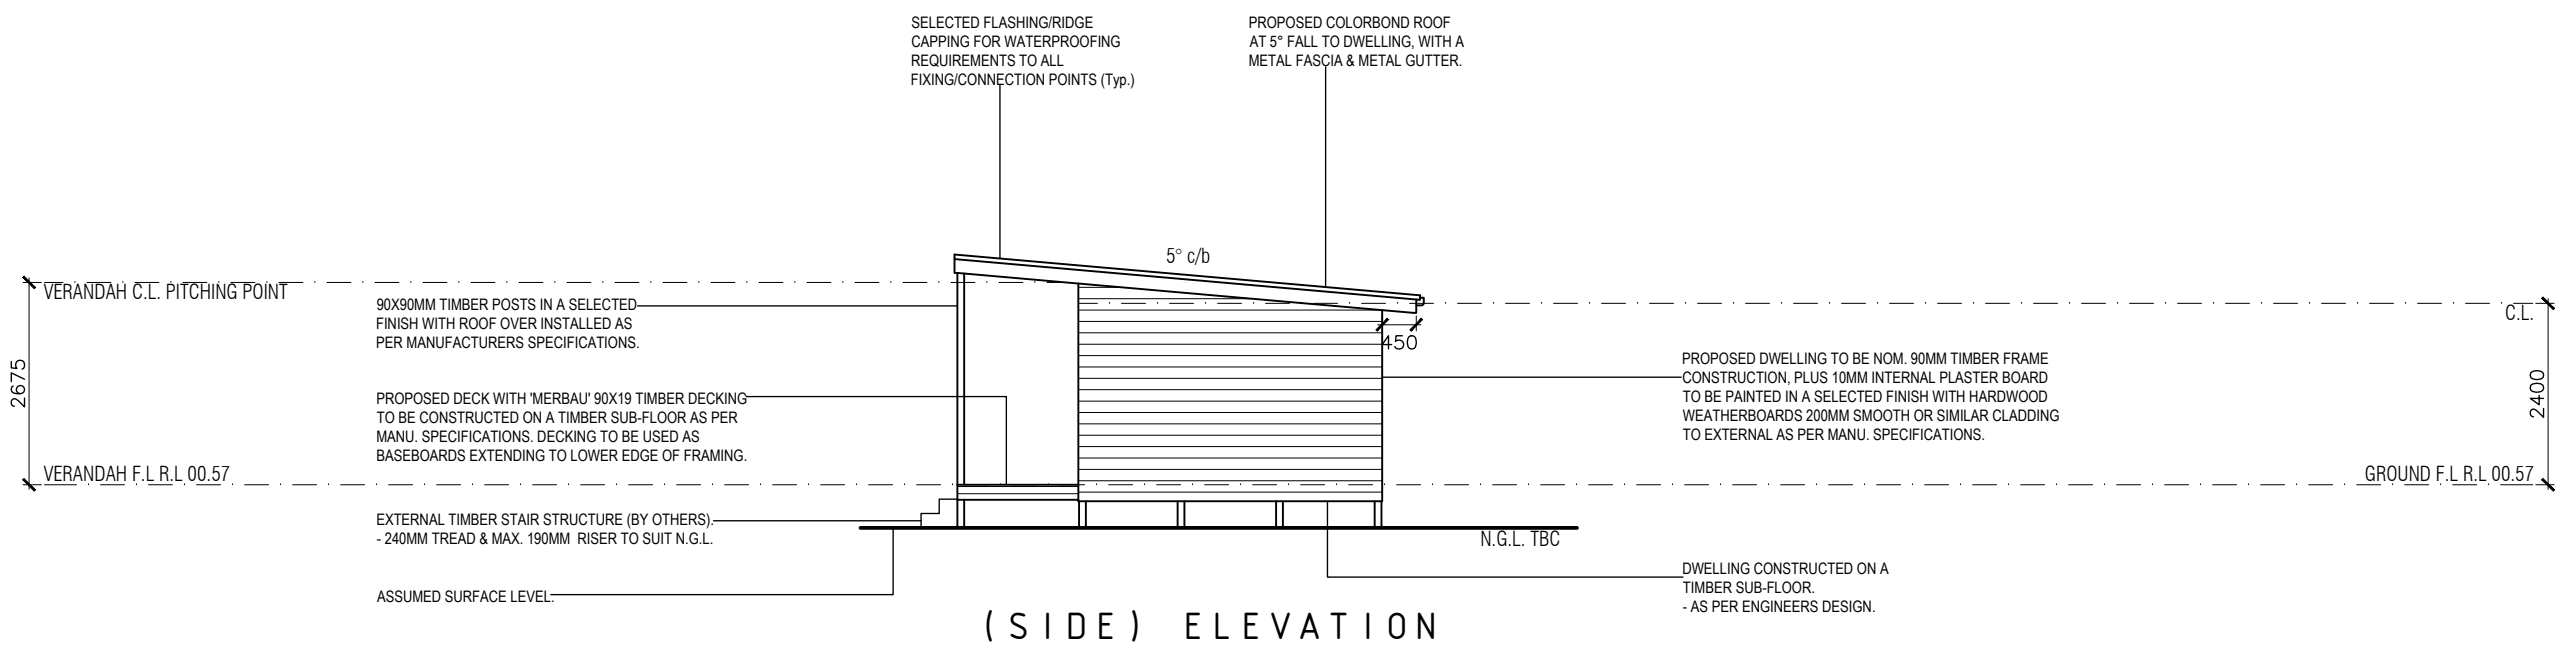 SELECTED FLASHING/RIDGE
CAPPING FOR WATERPROOFING
REQUIREMENTS TO ALL
FIXING/CONNECTION POINTS (Typ.)
PROPOSED COLORBOND ROOF
AT 5° FALL TO DWELLING, WITH A
METAL FASCIA & METAL GUTTER.
5° c/b
VERANDAH C.L. PITCHING POINT
2675
VERANDAH F.L R.L 00.57
90X90MM TIMBER POSTS IN A SELECTED
FINISH WITH ROOF OVER INSTALLED AS
PER MANUFACTURERS SPECIFICATIONS.
PROPOSED DECK WITH 'MERBAU' 90X19 TIMBER DECKING
TO BE CONSTRUCTED ON A TIMBER SUB-FLOOR AS PER
MANU. SPECIFICATIONS. DECKING TO BE USED AS
BASEBOARDS EXTENDING TO LOWER EDGE OF FRAMING.
EXTERNAL TIMBER STAIR STRUCTURE (BY OTHERS).
- 240MM TREAD & MAX. 190MM RISER TO SUIT N.G.L.
ASSUMED SURFACE LEVEL.
450
C.L.
2400
PROPOSED DWELLING TO BE NOM. 90MM TIMBER FRAME
CONSTRUCTION, PLUS 10MM INTERNAL PLASTER BOARD
TO BE PAINTED IN A SELECTED FINISH WITH HARDWOOD
WEATHERBOARDS 200MM SMOOTH OR SIMILAR CLADDING
TO EXTERNAL AS PER MANU. SPECIFICATIONS.
GROUND F.L R.L 00.57
N.G.L. TBC
DWELLING CONSTRUCTED ON A
TIMBER SUB-FLOOR.
- AS PER ENGINEERS DESIGN.
(SIDE) ELEVATION